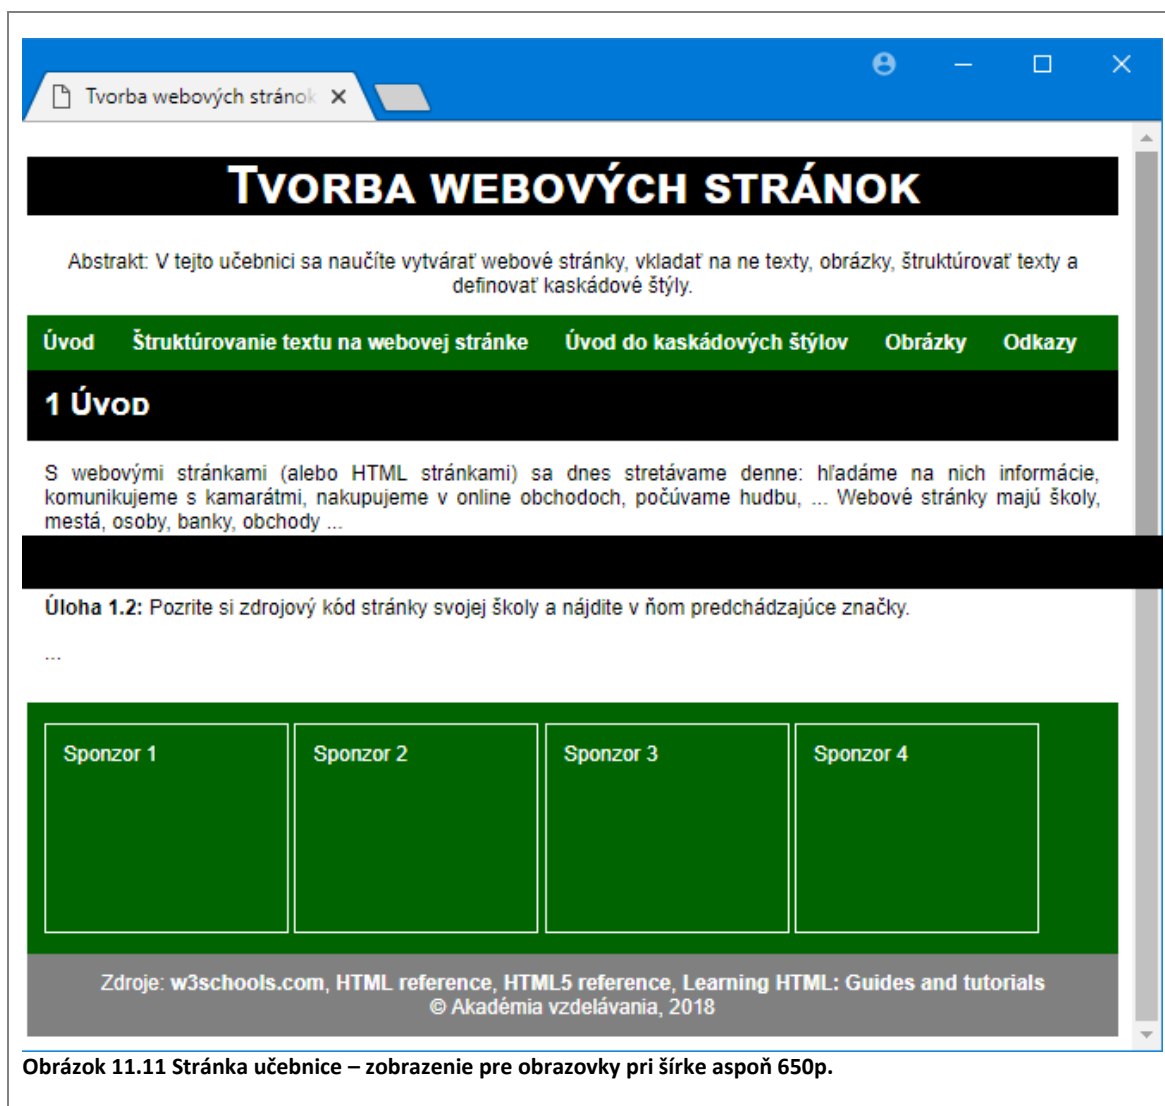 Tvorba webových stránok
Tvorba webových stránok
Abstrakt: V tejto učebnici sa naučíte vytvárať webové stránky, vkladať na ne texty, obrázky, štruktúrovať texty a
definovať kaskádové štýly.
Úvod Štruktúrovanie textu na webovej stránke Úvod do kaskádových štýlov Obrázky Odkazy
1 Úvod
S webovými stránkami (alebo HTML stránkami) sa dnes stretávame denne: hľadáme na nich informácie,
komunikujeme s kamarátmi, nakupujeme v online obchodoch, počúvame hudbu, ... Webové stránky majú školy,
mestá, osoby, banky, obchody ...
Úloha 1.2: Pozrite si zdrojový kód stránky svojej školy a nájdite v ňom predchádzajúce značky.
...
Sponzor 1 Sponzor 2 Sponzor 3 Sponzor 4
Zdroje: w3schools.com, HTML reference, HTML5 reference, Learning HTML: Guides and tutorials
© Akadémia vzdelávania, 2018
Obrázok 11.11 Stránka učebnice – zobrazenie pre obrazovky pri šírke aspoň 650p.